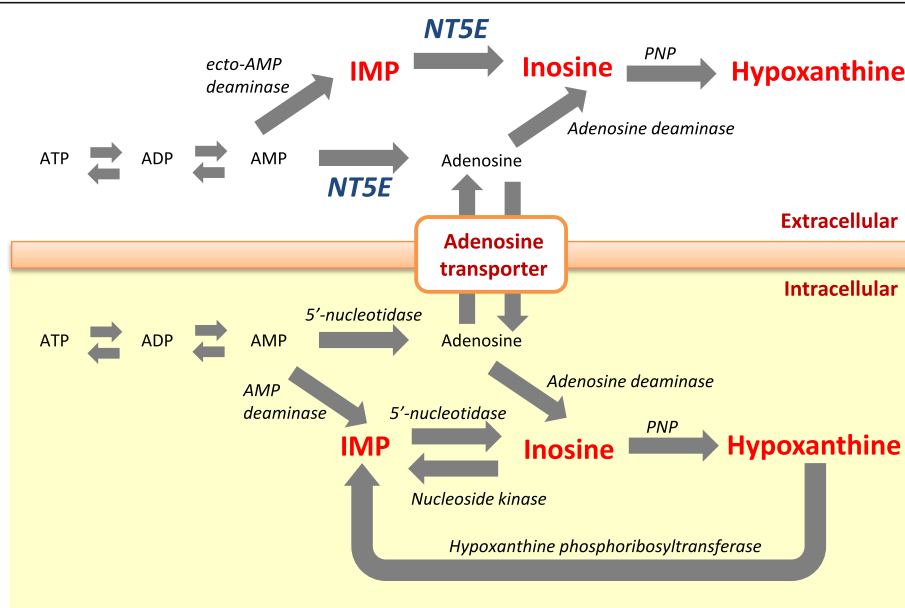 NT5E
ecto-AMP
deaminase
IMP
Inosine
PNP
Hypoxanthine
Adenosine deaminase
ATP
ADP
AMP
NT5E
Adenosine
Extracellular
Adenosine
transporter
Intracellular
5’-nucleotidase
ATP
ADP
AMP
Adenosine
AMP
deaminase
Adenosine deaminase
5’-nucleotidase
IMP
Inosine
PNP
Hypoxanthine
Nucleoside kinase
Hypoxanthine phosphoribosyltransferase